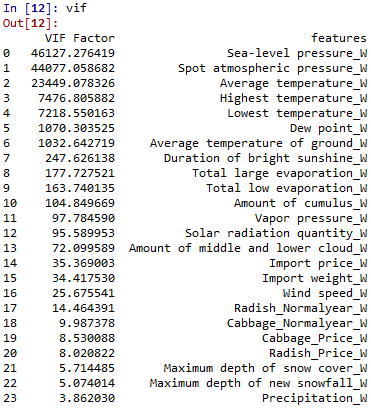 In [12]: vif
Out[12]:
VIF Factor features
0 46127.276419 Sea-level pressure_W
1 44077.058682 Spot atmospheric pressure_W
2 23449.078326 Average temperature_W
3 7476.805882 Highest temperature_W
4 7218.550163 Lowest temperature_W
5 1070.303525 Dew point_W
6 1032.642719 Average temperature of ground_W
7 247.626138 Duration of bright sunshine_W
8 177.727521 Total large evaporation_W
9 163.740135 Total low evaporation_W
10 104.849669 Amount of cumulus_W
11 97.784590 Vapor pressure_W
12 95.589953 Solar radiation quantity_W
13 72.099589 Amount of middle and lower cloud_W
14 35.369003 Import price_W
15 34.417530 Import weight_W
16 25.675541 Wind speed_W
17 14.464391 Radish_Normalyear_W
18 9.987378 Cabbage_Normalyear_W
19 8.530088 Cabbage_Price_W
20 8.020822 Radish_Price_W
21 5.714485 Maximum depth of snow cover_W
22 5.074014 Maximum depth of new snowfall_W
23 3.862030 Precipitation_W